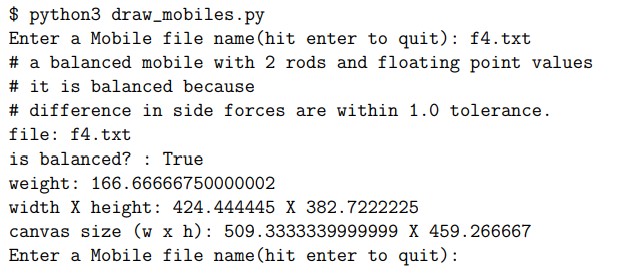 $ python3 draw_mobiles.py
Enter a Mobile file name(hit enter to quit): f4.txt
# a balanced mobile with 2 rods and floating point values
# it is balanced because
# difference in side forces are within 1.0 tolerance.
file: f4.txt
is balanced? : True
weight: 166.66666750000002
width X height: 424.444445 X 382.7222225
canvas size (w x h): 509.3333339999999 X 459.266667
Enter a Mobile file name(hit enter to quit):